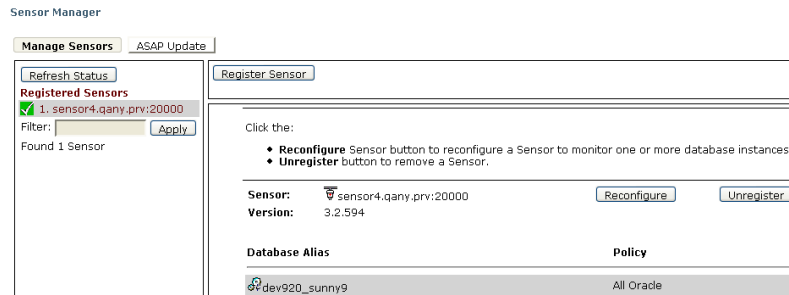 Sensor Manager
Manage Sensors
ASAP Update
Refresh Status
Registered Sensors
1. sensor4.qany.prv:20000
Filter:
Apply
Found 1 Sensor
Register Sensor
Click the:
Reconfigure Sensor button to reconfigure a Sensor to monitor one or more database instances
Unregister button to remove a Sensor.
Sensor: sensor4.qany.prv:20000 Reconfigure Unregister
Version: 3.2.594
Database Alias Policy
dev920_sunny9 All Oracle